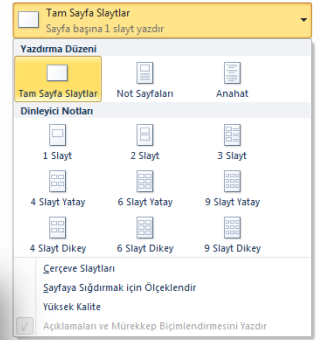 Tam Sayfa Slaytlar
Sayfa başına 1 slayt yazdır
Yazdırma Düzeni
Tam Sayfa Slaytlar Not Sayfaları Anahat
Dinleyici Notları
1 Slayt 2 Slayt 3 Slayt
4 Slayt Yatay 6 Slayt Yatay 9 Slayt Yatay
4 Slayt Dikey 6 Slayt Dikey 9 Slayt Dikey
Çerçeve Slaytları
Sayfaya Sığdırmak için Ölçeklendir
Yüksek Kalite
Açıklamaları ve Mürekkep Biçimlendirmesini Yazdır